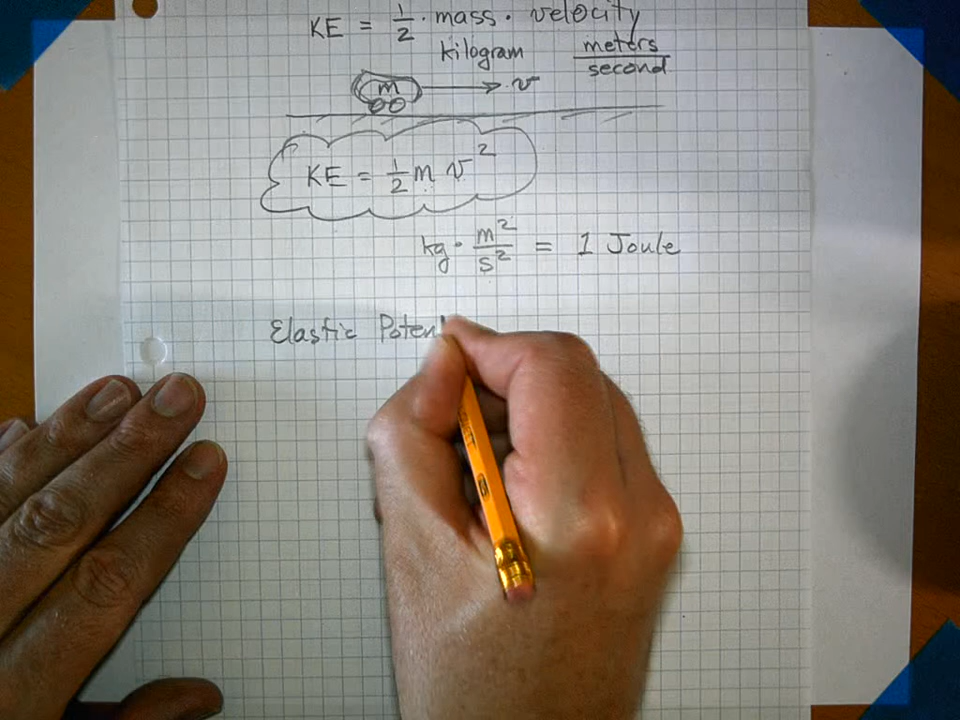 KE = 1/2 · mass · velocity
kilogram meters/second
m → v
KE = 1/2 m v²
kg · m²/s² = 1 Joule
Elastic Poten